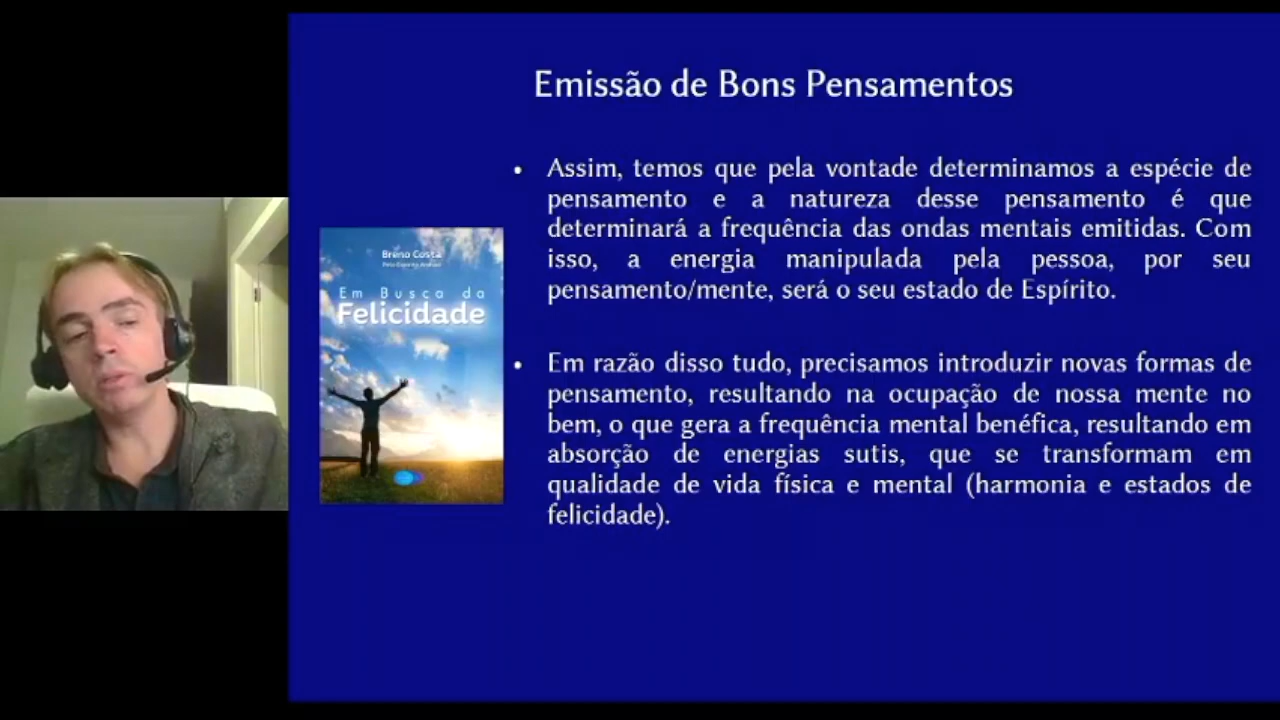 Emissão de Bons Pensamentos
• Assim, temos que pela vontade determinamos a espécie de
pensamento e a natureza desse pensamento é que
determinará a frequência das ondas mentais emitidas. Com
isso, a energia manipulada pela pessoa, por seu
pensamento/mente, será o seu estado de Espírito.
Breno Costa
Pelo Espírito
Em Busca da
Felicidade
• Em razão disso tudo, precisamos introduzir novas formas de
pensamento, resultando na ocupação de nossa mente no
bem, o que gera a frequência mental benéfica, resultando em
absorção de energias sutis, que se transformam em
qualidade de vida física e mental (harmonia e estados de
felicidade).